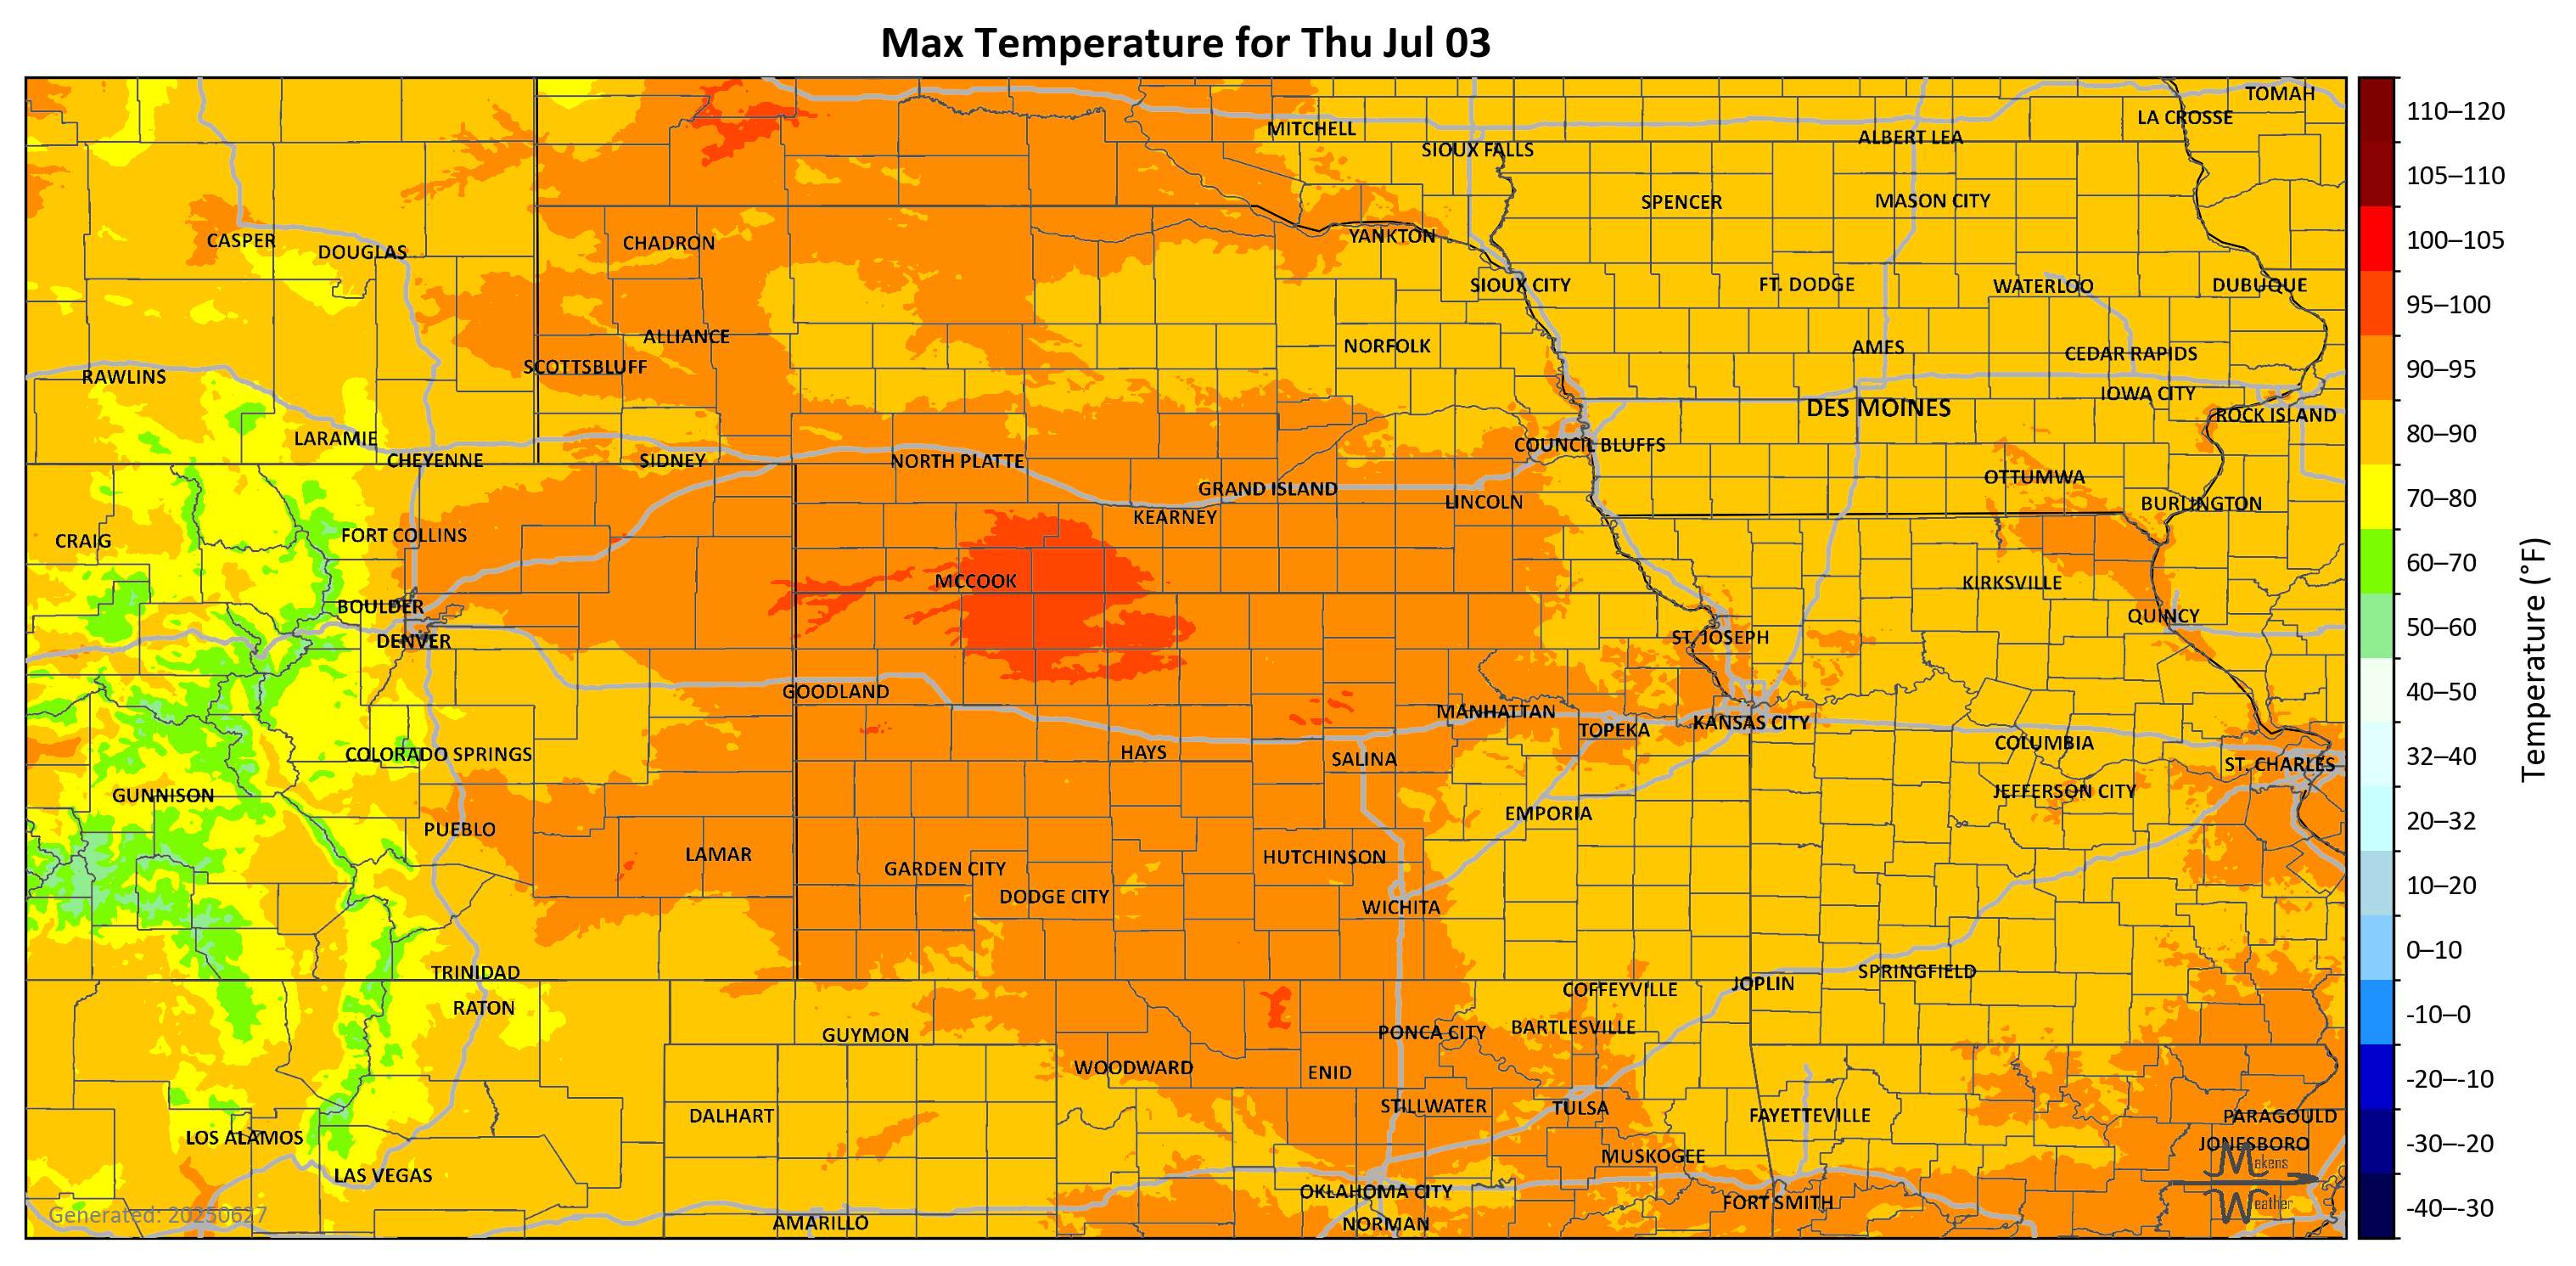 Max Temperature for Thu Jul 03
TOMAH
LA CROSSE
MITCHELL
ALBERT LEA
SIOUX FALLS
SPENCER
MASON CITY
CASPER
DOUGLAS
CHADRON
YANKTON
SIOUX CITY
FT. DODGE
WATERLOO
DUBUQUE
ALLIANCE
NORFOLK
AMES
CEDAR RAPIDS
SCOTTSBLUFF
RAWLINS
IOWA CITY
DES MOINES
ROCK ISLAND
LARAMIE
COUNCIL BLUFFS
CHEYENNE
SIDNEY
NORTH PLATTE
OTTUMWA
GRAND ISLAND
LINCOLN
BURLINGTON
KEARNEY
CRAIG
FORT COLLINS
MCCOOK
KIRKSVILLE
BOULDER
QUINCY
DENVER
ST. JOSEPH
GOODLAND
MANHATTAN
TOPEKA
KANSAS CITY
COLUMBIA
COLORADO SPRINGS
HAYS
SALINA
ST. CHARLES
GUNNISON
JEFFERSON CITY
EMPORIA
PUEBLO
LAMAR
HUTCHINSON
GARDEN CITY
DODGE CITY
WICHITA
TRINIDAD
SPRINGFIELD
JOPLIN
COFFEYVILLE
RATON
GUYMON
PONCA CITY
BARTLESVILLE
WOODWARD
ENID
DALHART
STILLWATER
TULSA
FAYETTEVILLE
PARAGOULD
LOS ALAMOS
JONESBORO
MUSKOGEE
LAS VEGAS
OKLAHOMA CITY
FORT SMITH
AMARILLO
NORMAN
Generated: 20250627
Makens
Weather
110–120
105–110
100–105
95–100
90–95
80–90
70–80
60–70
50–60
40–50
32–40
20–32
10–20
0–10
-10–0
-20–-10
-30–-20
-40–-30
Temperature (°F)